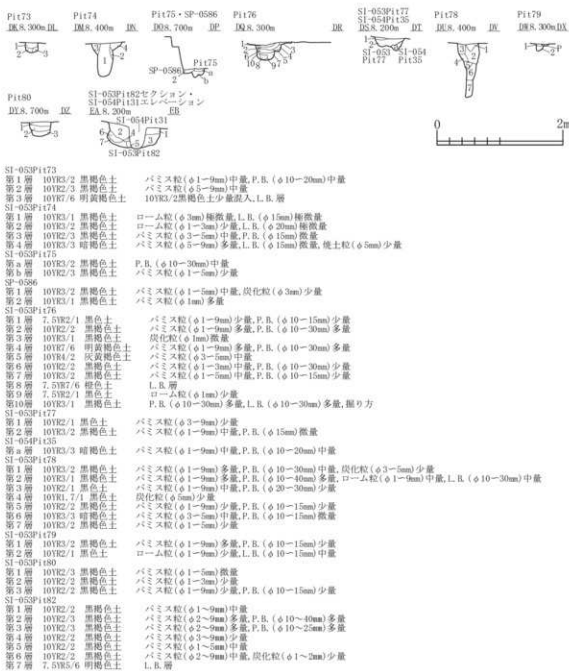 Pit73
DK 8.300m DL
Pit74
DM 8.400m DN
Pit75・SP-0586
DO 8.700m DP
Pit76
DQ 8.300m DR
SI-053Pit77
SI-054Pit35
DS 8.200m DT
Pit78
DU 8.400m DV
Pit79
DW 8.300m DX
SP-0586
Pit75
SI-053
Pit77
SI-054
Pit35
Pit80
DY 8.700m DZ
SI-053Pit82セクション・
SI-054Pit31エレベーション
EA 8.200m EB
SI-054Pit31
SI-053Pit82
0 2m
SI-053Pit73
第1層 10YR3/2 黒褐色土 パミス粒(φ1~9mm)中量,P.B.(φ10~20mm)中量
第2層 10YR2/3 黒褐色土 パミス粒(φ5~9mm)中量
第3層 10YR7/6 明黄褐色土 10YR3/2黒褐色土少量混入,L.B.層
SI-053Pit74
第1層 10YR3/1 黒褐色土 ローム粒(φ3mm)極微量,L.B.(φ15mm)極微量
第2層 10YR3/2 黒褐色土 ローム粒(φ1~3mm)少量,L.B.(φ20mm)極微量
第3層 10YR2/3 黒褐色土 パミス粒(φ3~5mm)中量,P.B.(φ15mm)微量
第4層 10YR3/3 暗褐色土 パミス粒(φ5~9mm)多量,L.B.(φ15mm)微量,焼土粒(φ5mm)少量
SI-053Pit75
第a層 10YR3/2 黒褐色土 P.B.(φ10~30mm)中量
第b層 10YR2/3 黒褐色土 パミス粒(φ1~5mm)少量
SP-0586
第1層 10YR3/2 黒褐色土 パミス粒(φ1~5mm)中量,炭化粒(φ3mm)少量
第2層 10YR3/1 黒褐色土 パミス粒(φ1mm)多量
SI-053Pit76
第1層 7.5YR2/1 黒色土 パミス粒(φ1~9mm)少量,P.B.(φ10~15mm)少量
第2層 10YR2/2 黒褐色土 パミス粒(φ1~9mm)多量,P.B.(φ10~30mm)多量
第3層 10YR3/1 黒褐色土 炭化粒(φ1mm)微量
第4層 10YR7/6 明黄褐色土 パミス粒(φ1~9mm)多量,P.B.(φ10~30mm)多量
第5層 10YR4/2 灰黄褐色土 パミス粒(φ3~5mm)中量
第6層 10YR2/2 黒褐色土 パミス粒(φ1~3mm)中量,P.B.(φ10~30mm)少量
第7層 10YR3/2 黒褐色土 パミス粒(φ1~5mm)中量,P.B.(φ10~15mm)少量
第8層 7.5YR7/6 橙色土 L.B.層
第9層 7.5YR2/1 黒色土 ローム粒(φ1mm)少量
第10層 10YR3/1 黒褐色土 P.B.(φ10~30mm)多量,L.B.(φ10~30mm)多量,掘り方
SI-053Pit77
第1層 10YR2/1 黒色土 パミス粒(φ3~9mm)少量
第2層 10YR3/2 黒褐色土 パミス粒(φ1~9mm)中量,P.B.(φ15mm)微量
SI-054Pit35
第a層 10YR3/3 暗褐色土 パミス粒(φ1~9mm)中量,P.B.(φ10~20mm)中量
SI-053Pit78
第1層 10YR3/2 黒褐色土 パミス粒(φ1~9mm)多量,P.B.(φ10~30mm)中量,炭化粒(φ3~5mm)少量
第2層 10YR3/1 黒褐色土 パミス粒(φ1~9mm)多量,P.B.(φ10~40mm)多量,ローム粒(φ1~9mm)中量,L.B.(φ10~30mm)中量
第3層 10YR2/1 黒色土 パミス粒(φ1~9mm)中量,P.B.(φ20~30mm)少量
第4層 10YR1.7/1 黒色土 炭化粒(φ5mm)少量
第5層 10YR2/2 黒褐色土 パミス粒(φ1~9mm)少量,P.B.(φ10~15mm)少量
第6層 10YR3/3 暗褐色土 パミス粒(φ3~5mm)中量,P.B.(φ10~15mm)微量
第7層 10YR3/2 黒褐色土 パミス粒(φ1~5mm)少量
SI-053Pit79
第1層 10YR3/2 黒褐色土 パミス粒(φ1~9mm)多量,P.B.(φ10~15mm)少量
第2層 10YR2/1 黒色土 ローム粒(φ1~9mm)少量,L.B.(φ10~15mm)中量
SI-053Pit80
第1層 10YR2/3 黒褐色土 パミス粒(φ1~5mm)微量
第2層 10YR2/2 黒褐色土 パミス粒(φ1~3mm)少量
第3層 10YR2/2 黒褐色土 パミス粒(φ1~9mm)少量,P.B.(φ10~15mm)少量
SI-053Pit82
第1層 10YR2/2 黒褐色土 パミス粒(φ1~9mm)中量
第2層 10YR2/3 黒褐色土 パミス粒(φ2~9mm)多量,P.B.(φ10~40mm)多量
第3層 10YR2/3 黒褐色土 パミス粒(φ2~9mm)多量,P.B.(φ10~25mm)多量
第4層 10YR2/2 黒褐色土 パミス粒(φ3~9mm)少量
第5層 10YR2/2 黒褐色土 パミス粒(φ1~5mm)中量
第6層 10YR2/2 黒褐色土 パミス粒(φ2~9mm)中量,炭化粒(φ1~2mm)少量
第7層 7.5YR5/6 明褐色土 L.B.層